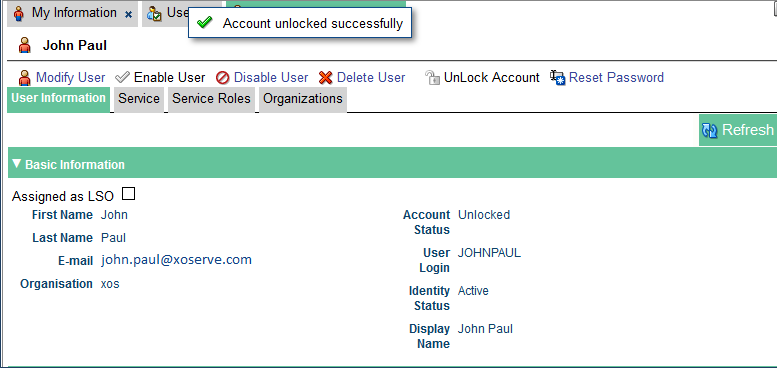 My Information x
Use
Account unlocked successfully
John Paul
Modify User Enable User Disable User Delete User UnLock Account Reset Password
User Information Service Service Roles Organizations
Refresh
Basic Information
Assigned as LSO
First Name John
Last Name Paul
E-mail john.paul@xoserve.com
Organisation xos
Account Status Unlocked
User Login JOHNPAUL
Identity Status Active
Display Name John Paul